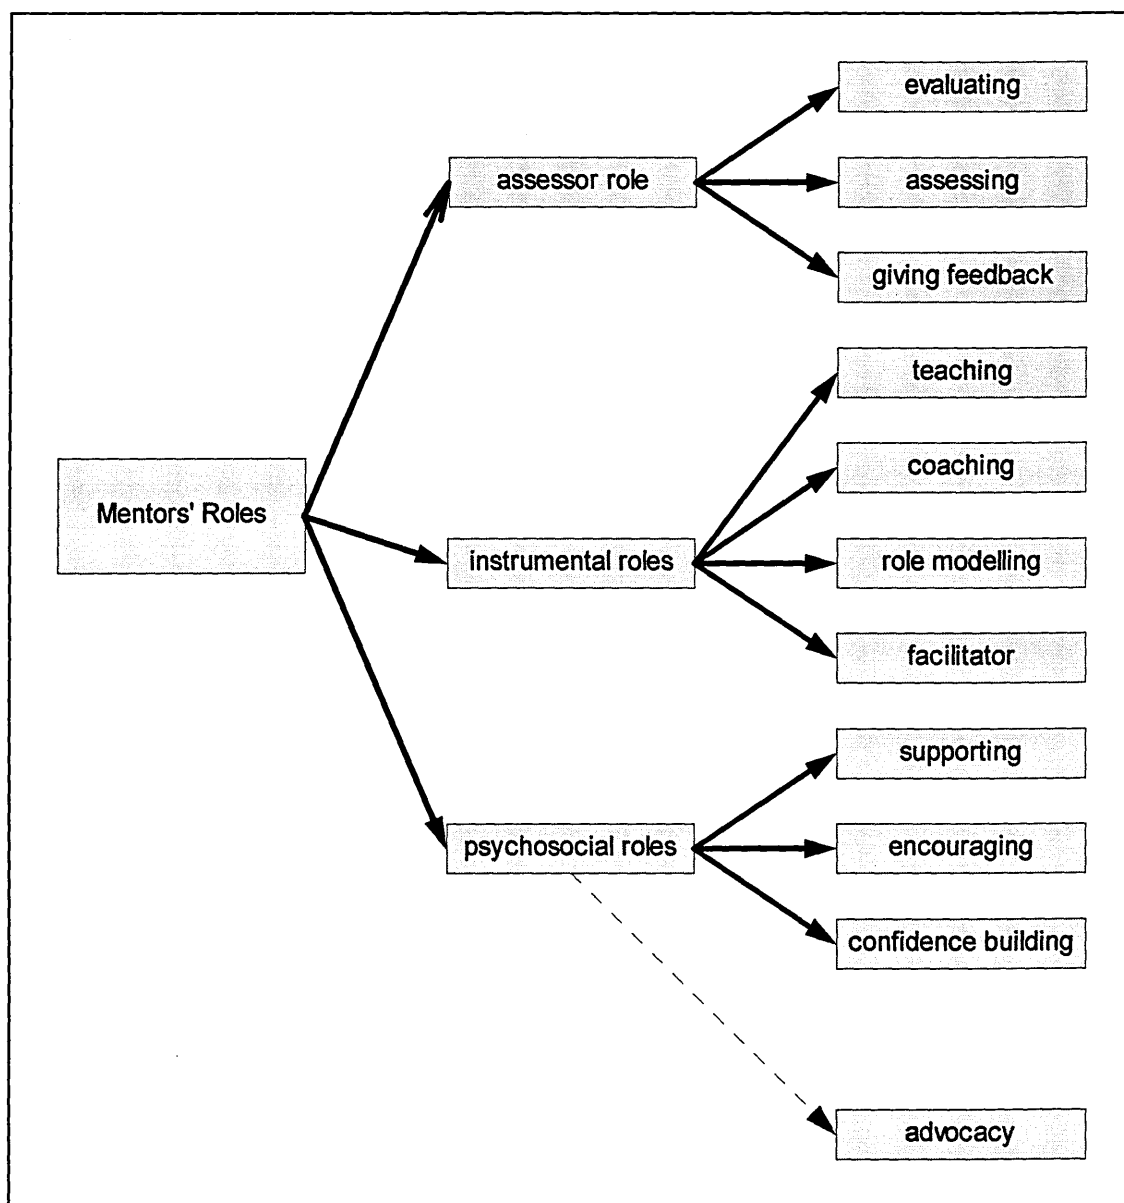 evaluating
assessor role
assessing
giving feedback
teaching
coaching
Mentors' Roles
instrumental roles
role modelling
facilitator
supporting
psychosocial roles
encouraging
confidence building
advocacy